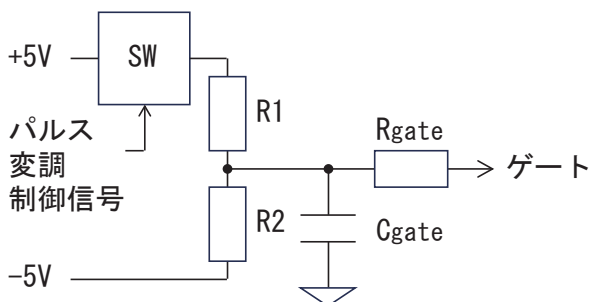 +5V
SW
R1
パルス
変調
制御信号
Rgate
ゲート
R2
Cgate
-5V